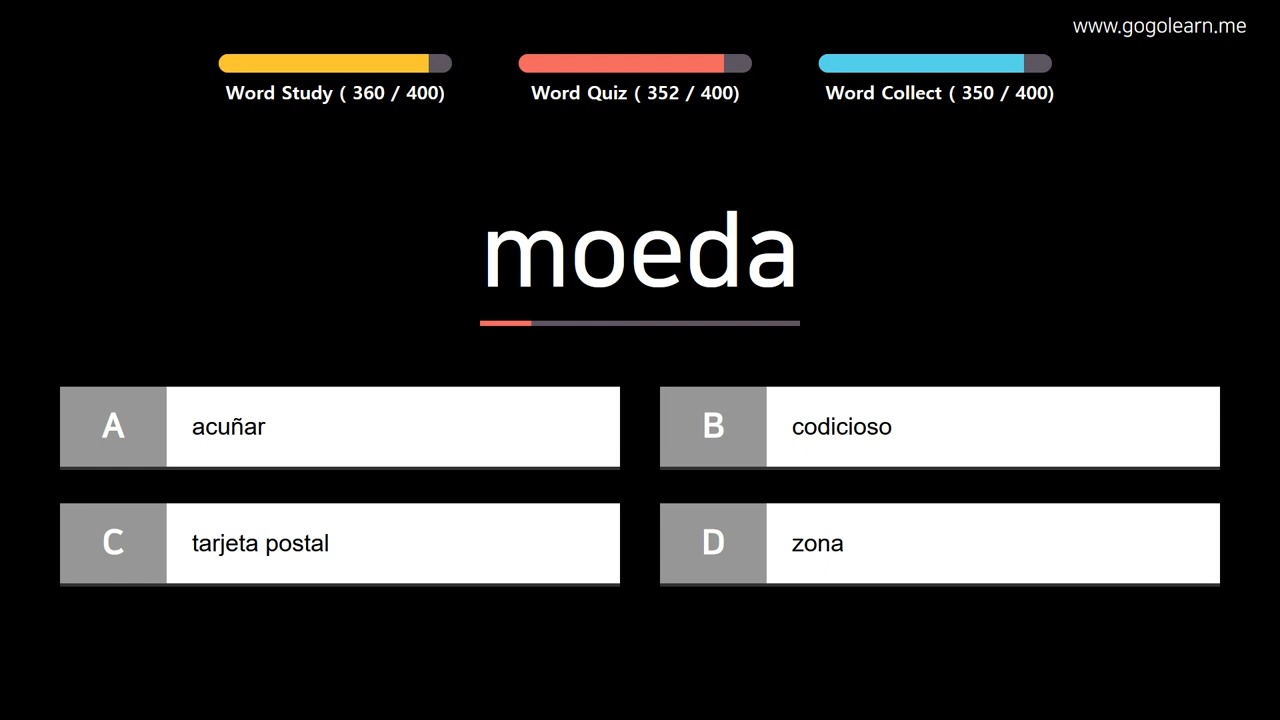 www.gogolearn.me
Word Study ( 360 / 400)
Word Quiz ( 352 / 400)
Word Collect ( 350 / 400)
moeda
A acuñar
B codicioso
C tarjeta postal
D zona